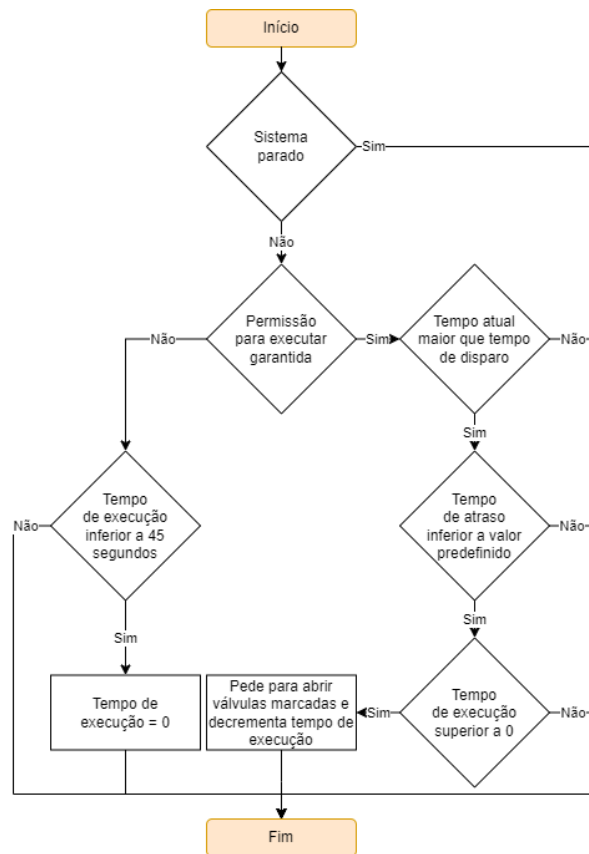 Início
Sistema
parado
Sim
Não
Permissão
para executar
garantida
Não
Sim
Tempo atual
maior que tempo
de disparo
Não
Sim
Tempo
de execução
inferior a 45
segundos
Não
Sim
Tempo
de atraso
inferior a valor
predefinido
Não
Sim
Tempo de
execução = 0
Pede para abrir
válvulas marcadas e
decrementa tempo de
execução
Sim
Tempo
de execução
superior a 0
Não
Fim